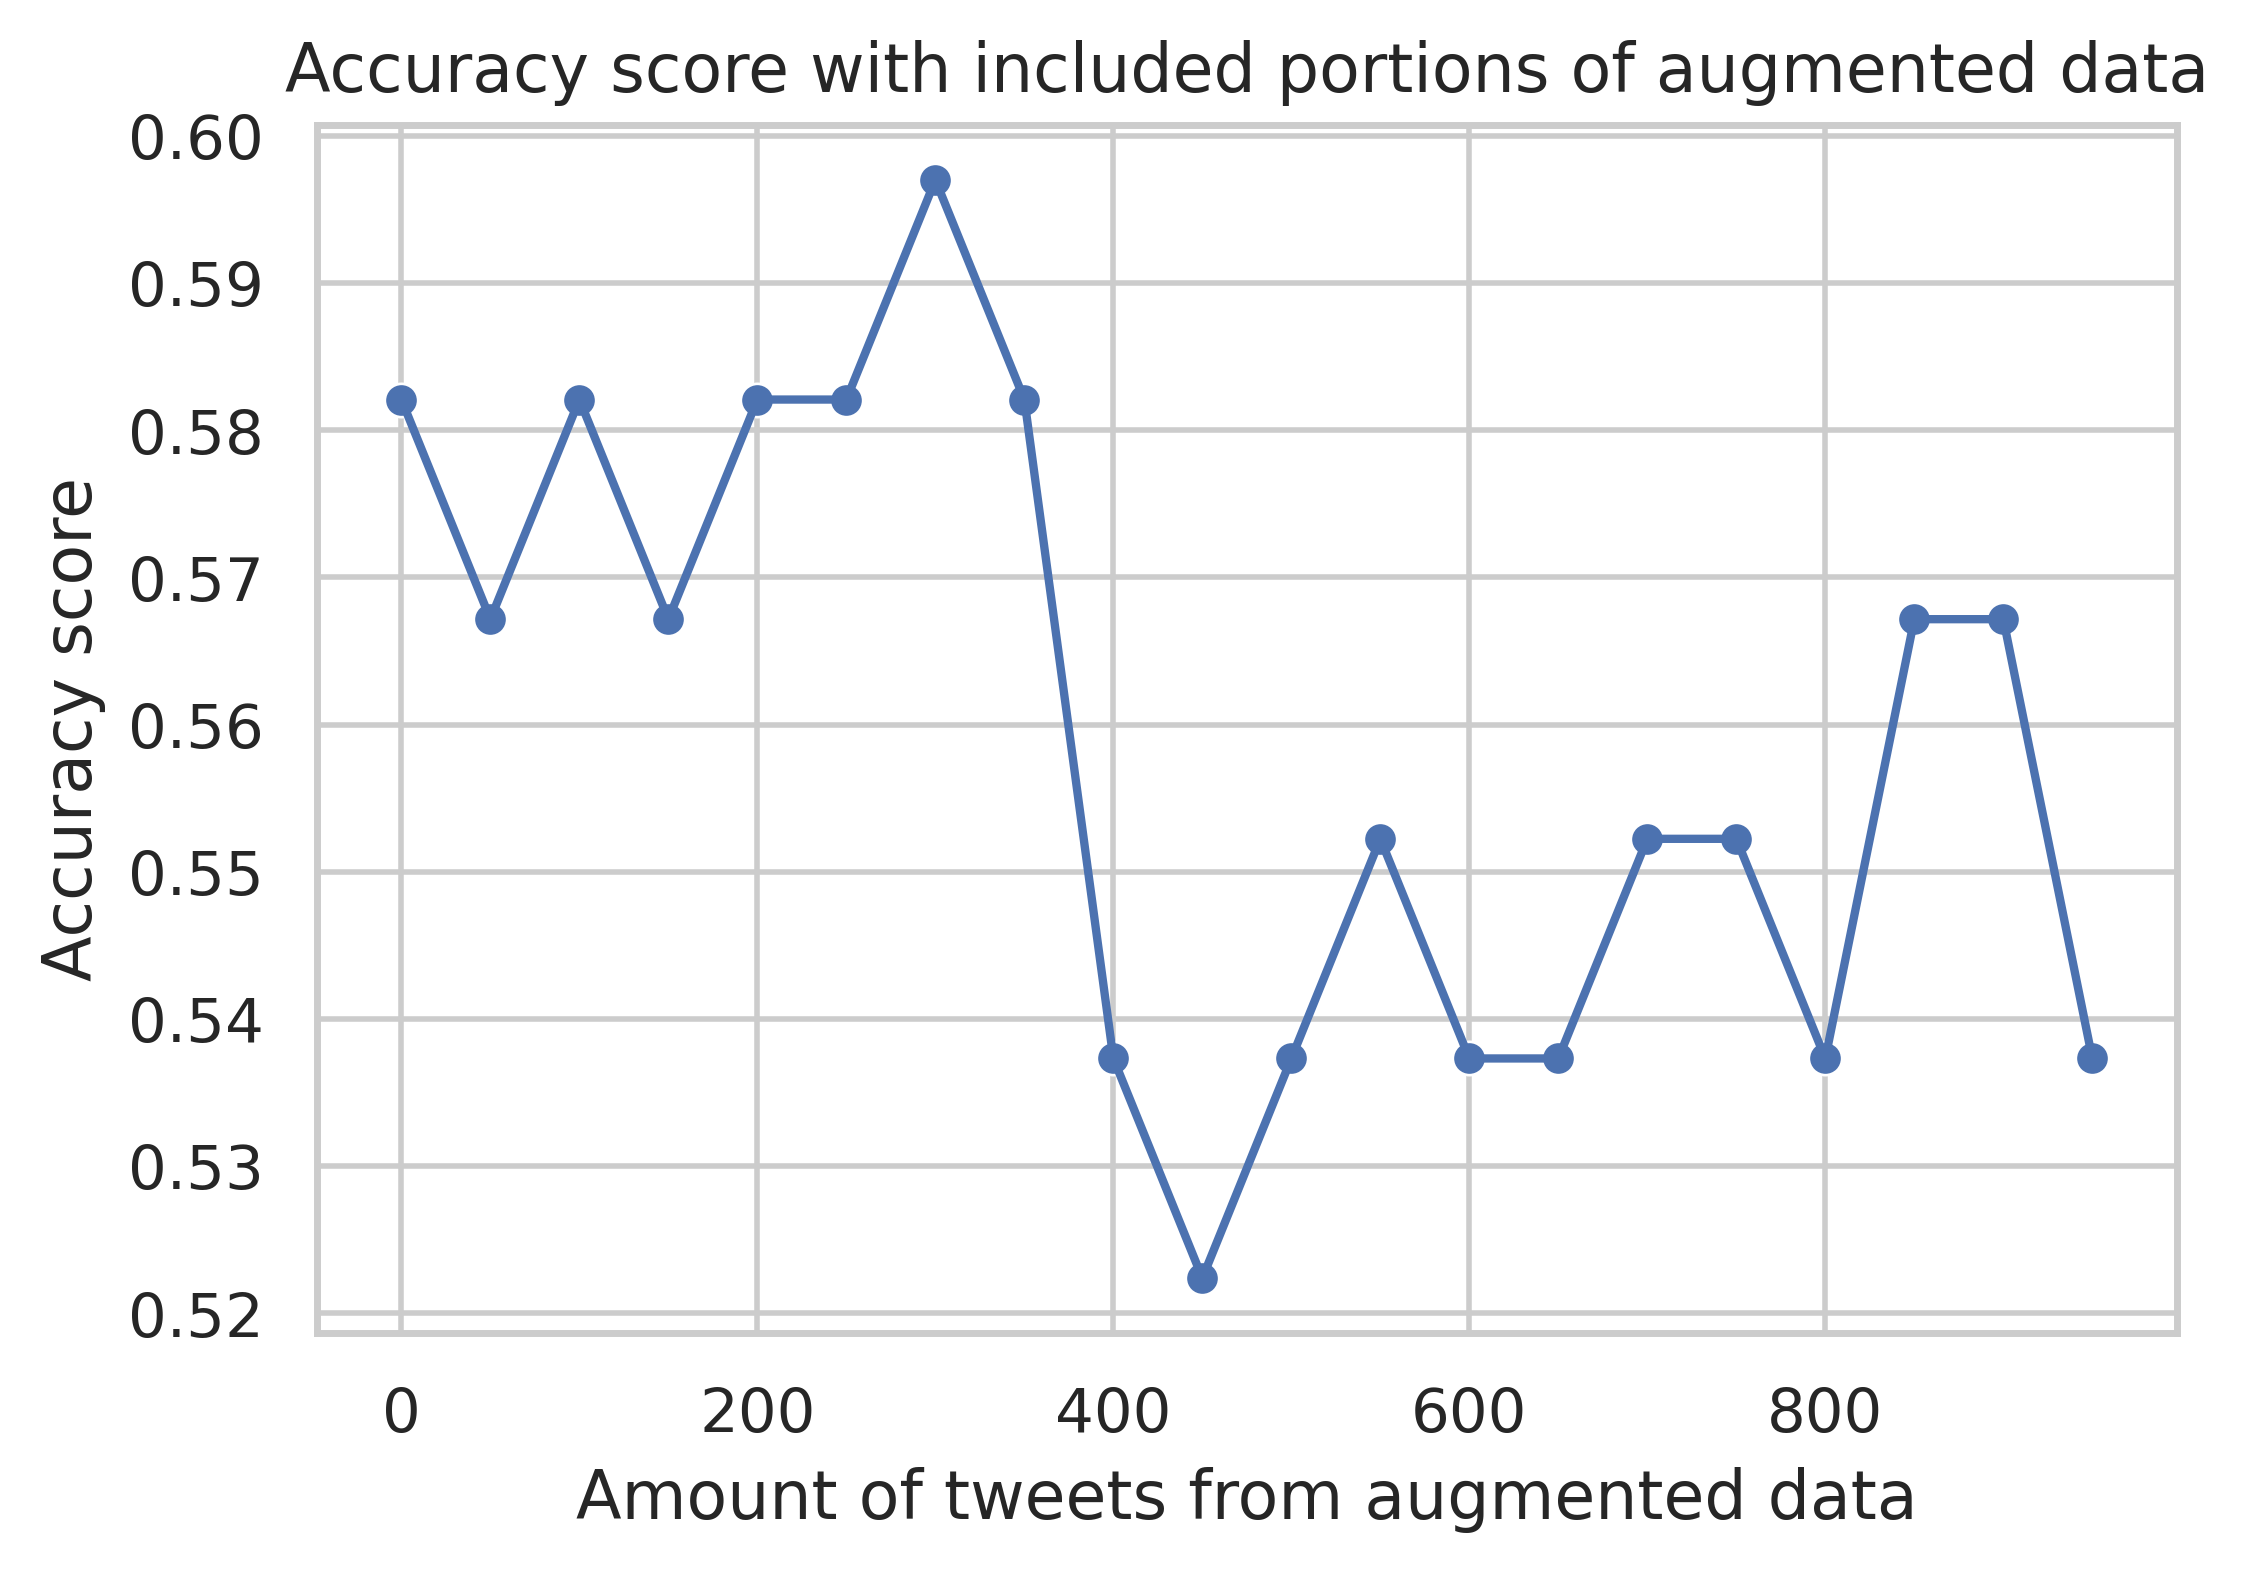 Accuracy score with included portions of augmented data
0.60
0.59
0.58
0.57
0.56
0.55
0.54
0.53
0.52
Accuracy score
0 200 400 600 800
Amount of tweets from augmented data